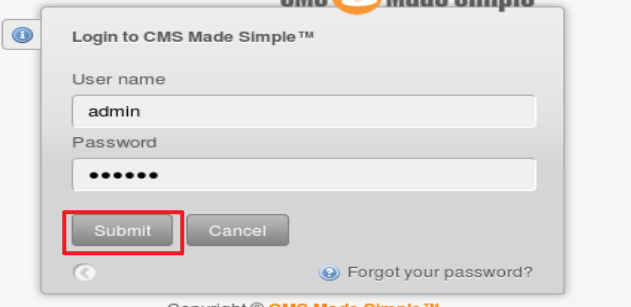 CMS Made Simple
Login to CMS Made Simple™
User name
admin
Password
••••••
Submit Cancel
Forgot your password?
Copyright © CMS Made Simple™